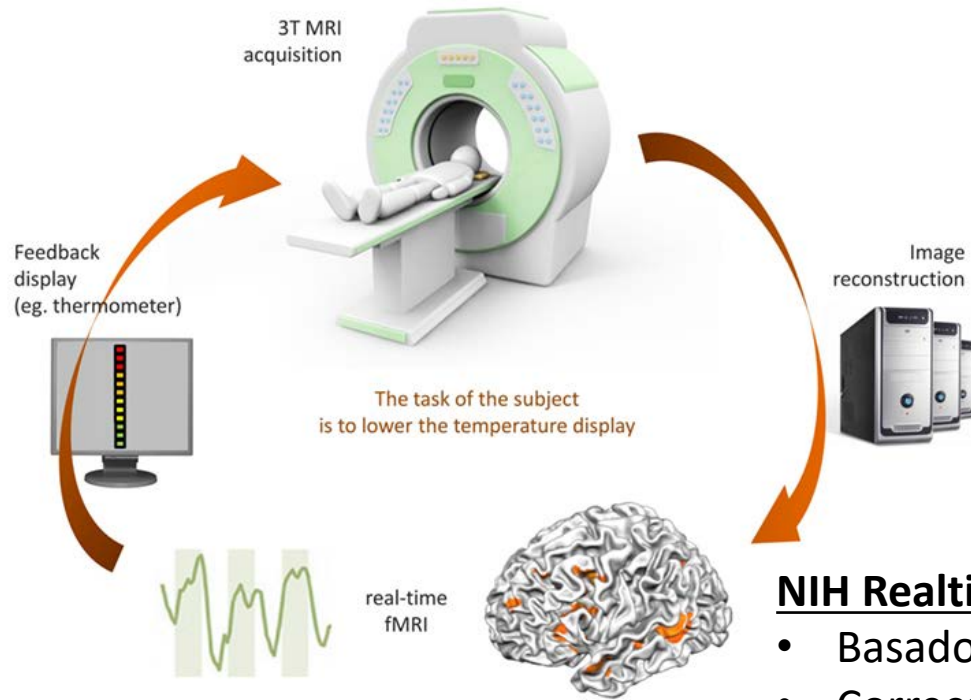 3T MRI
acquisition
Feedback
display
(eg. thermometer)
Image
reconstruction
The task of the subject
is to lower the temperature display
real-time
fMRI
NIH Realti
• Basado